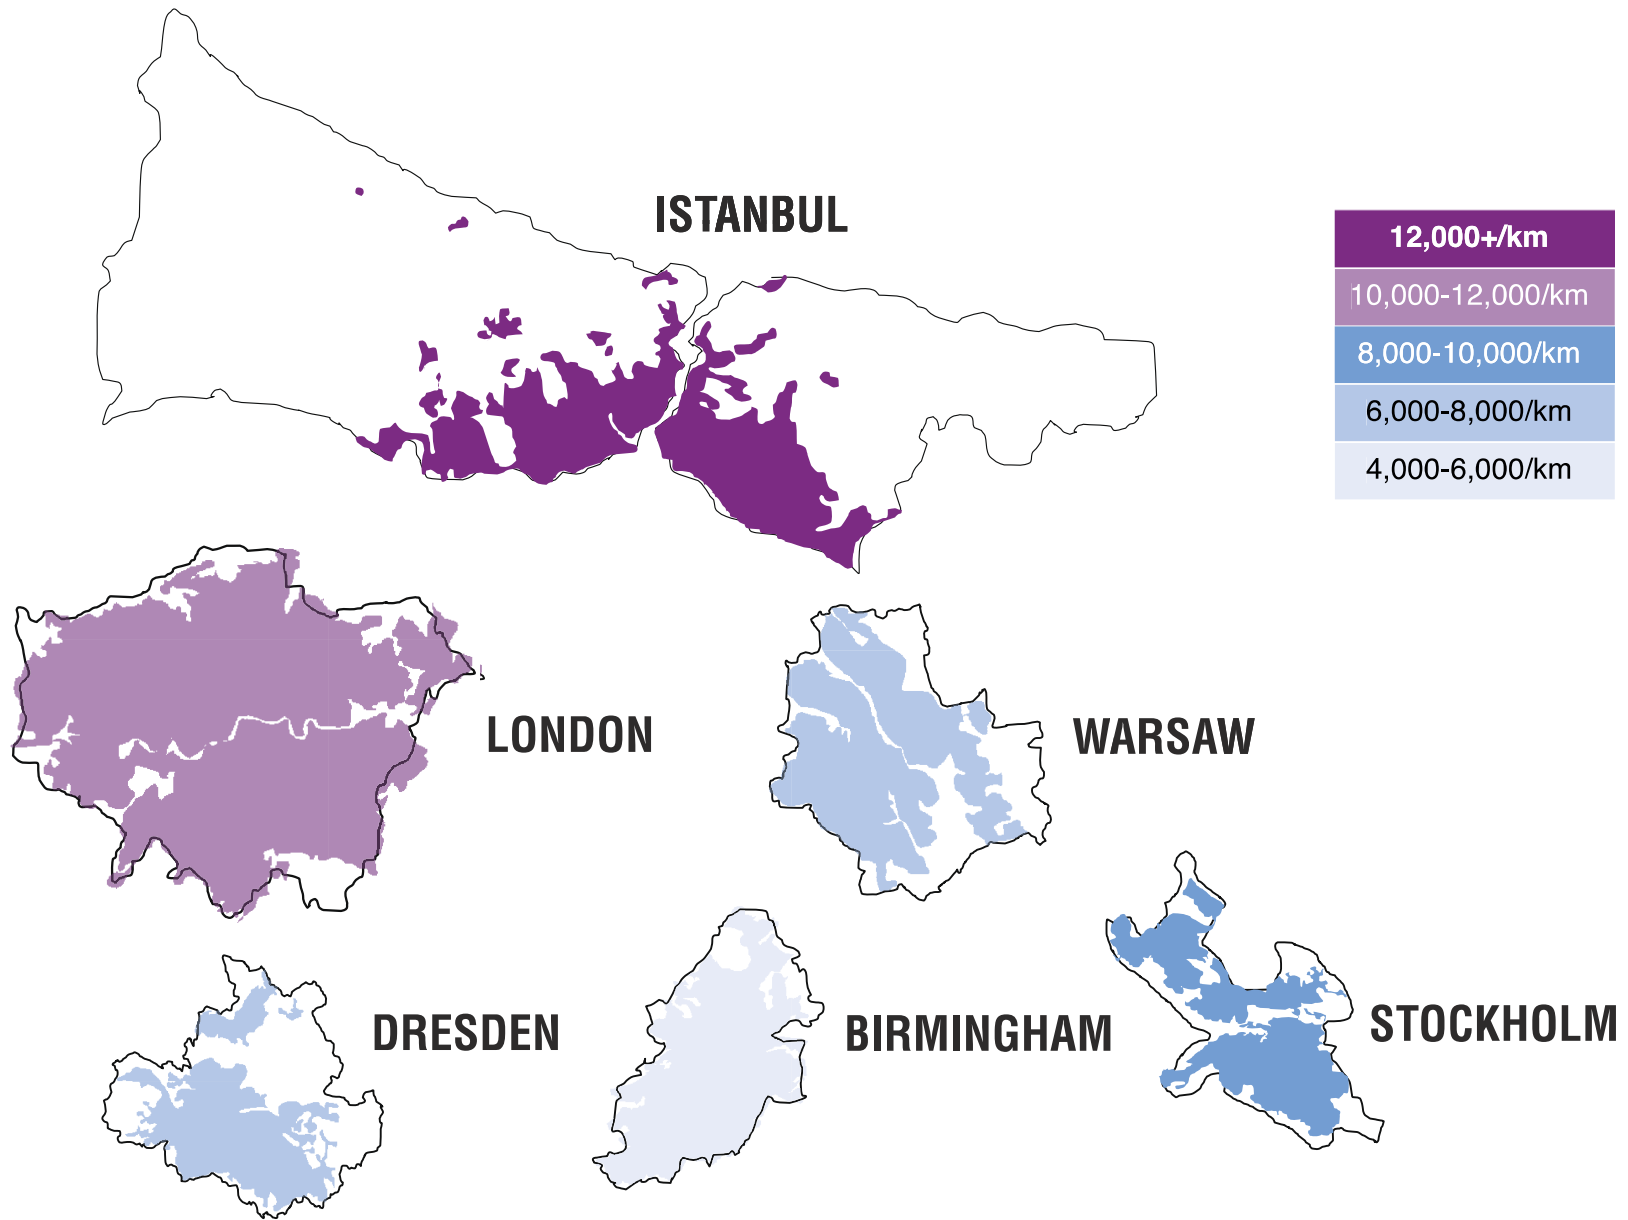 ISTANBUL
12,000+/km
10,000-12,000/km
8,000-10,000/km
6,000-8,000/km
4,000-6,000/km
LONDON
WARSAW
DRESDEN
BIRMINGHAM
STOCKHOLM